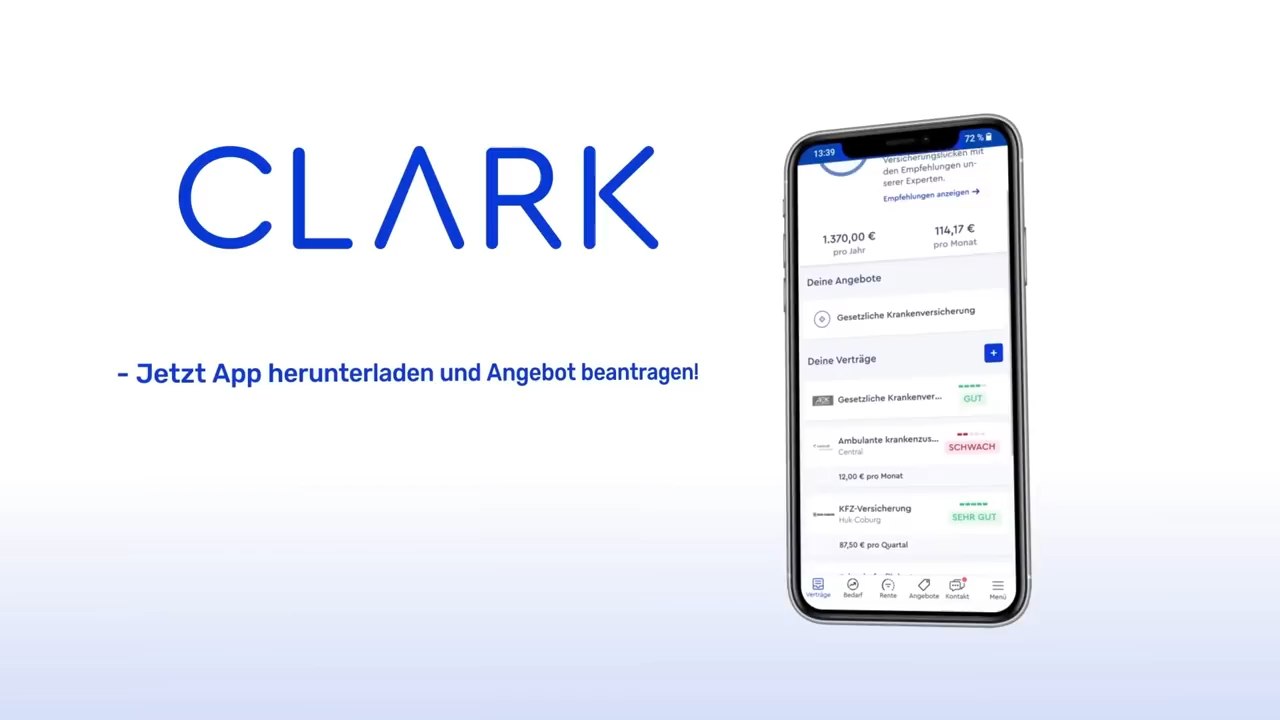 CLARK
- Jetzt App herunterladen und Angebot beantragen!
13:39
72 %
Versicherungslücken mit
den Empfehlungen un-
serer Experten.
Empfehlungen anzeigen →
1.370,00 €
pro Jahr
114,17 €
pro Monat
Deine Angebote
Gesetzliche Krankenversicherung
Deine Verträge
+
Gesetzliche Krankenver...
GUT
Ambulante krankenzus...
Central
SCHWACH
12,00 € pro Monat
KFZ-Versicherung
Huk-Coburg
SEHR GUT
87,50 € pro Quartal
Verträge
Bedarf
Rente
Angebote
Kontakt
Menü